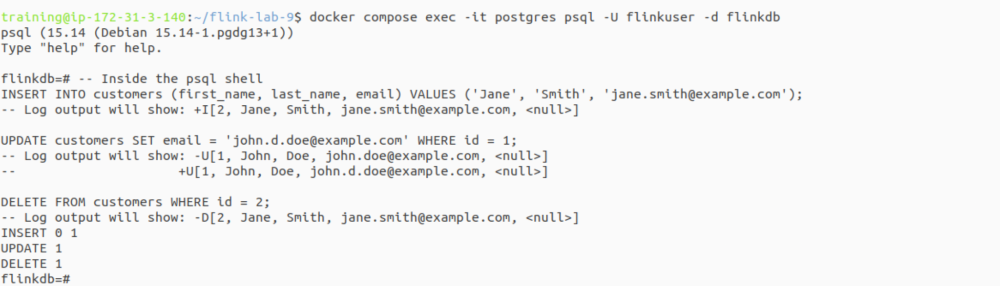 training@ip-172-31-3-140:~/flink-lab-9$ docker compose exec -it postgres psql -U flinkuser -d flinkdb
psql (15.14 (Debian 15.14-1.pgdg13+1))
Type "help" for help.

flinkdb=# -- Inside the psql shell
INSERT INTO customers (first_name, last_name, email) VALUES ('Jane', 'Smith', 'jane.smith@example.com');
-- Log output will show: +I[2, Jane, Smith, jane.smith@example.com, <null>]

UPDATE customers SET email = 'john.d.doe@example.com' WHERE id = 1;
-- Log output will show: -U[1, John, Doe, john.doe@example.com, <null>]
--                     +U[1, John, Doe, john.d.doe@example.com, <null>]

DELETE FROM customers WHERE id = 2;
-- Log output will show: -D[2, Jane, Smith, jane.smith@example.com, <null>]
INSERT 0 1
UPDATE 1
DELETE 1
flinkdb=#